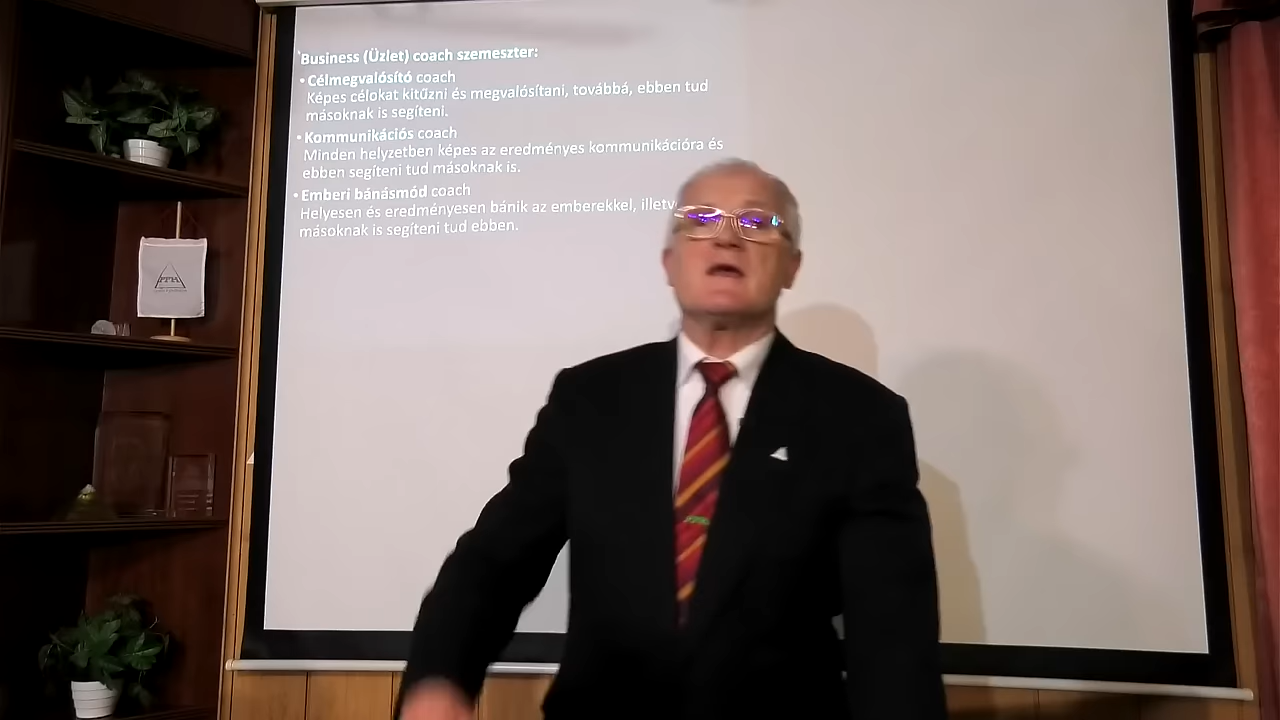 Business (Üzlet) coach szemeszter:
• Célmegvalósító coach
Képes célokat kitűzni és megvalósítani, továbbá, ebben tud
másoknak is segíteni.
• Kommunikációs coach
Minden helyzetben képes az eredményes kommunikációra és
ebben segíteni tud másoknak is.
• Emberi bánásmód coach
Helyesen és eredményesen bánik az emberekkel,
másoknak is segíteni tud ebben.